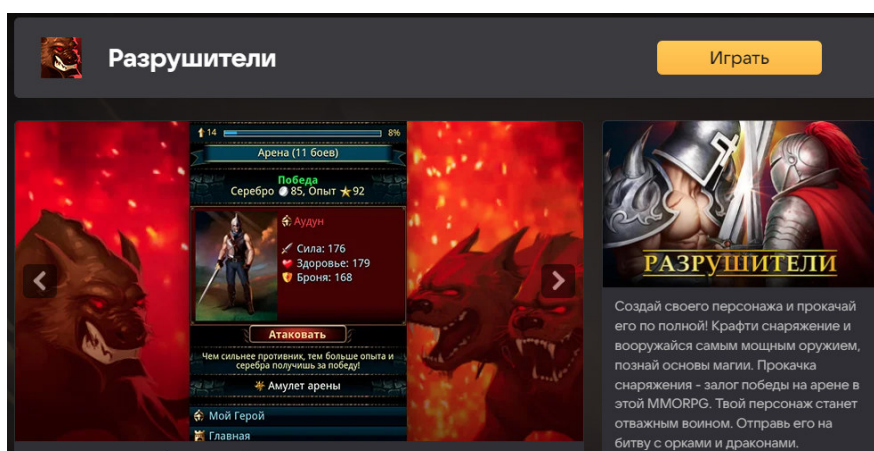 Разрушители
Играть
14 8%
Арена (11 боев)
Победа
Серебро 85, Опыт 92
Аудун
Сила: 176
Здоровье: 179
Броня: 168
Атаковать
Чем сильнее противник, тем больше опыта и
серебра получишь за победу!
Амулет арены
Мой Герой
Главная
РАЗРУШИТЕЛИ
Создай своего персонажа и прокачай
его по полной! Крафти снаряжение и
вооружайся самым мощным оружием,
познай основы магии. Прокачка
снаряжения - залог победы на арене в
этой MMORPG. Твой персонаж станет
отважным воином. Отправь его на
битву с орками и драконами.